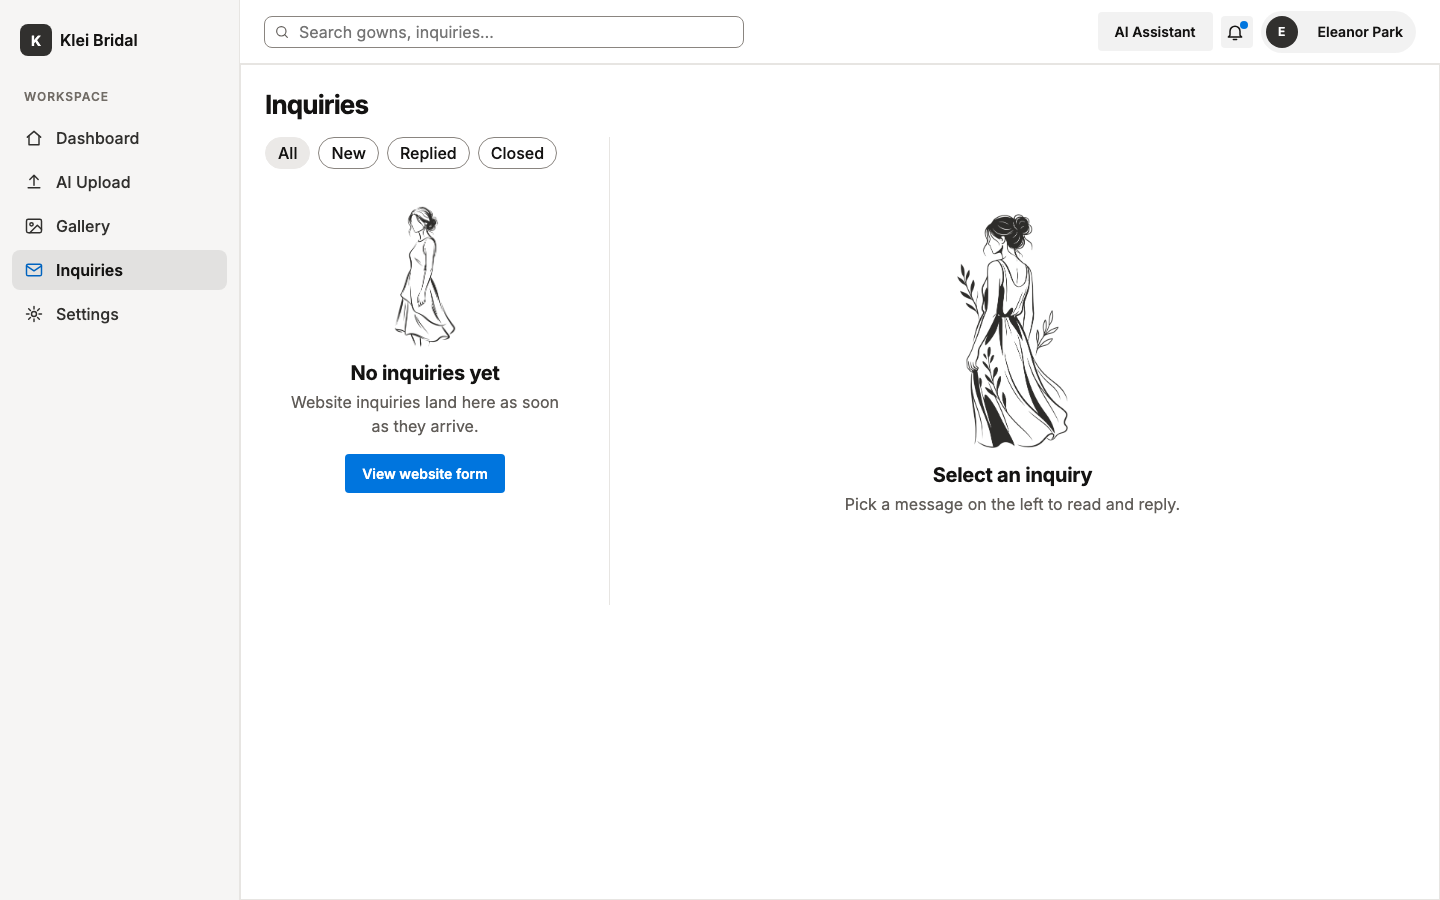 K
Klei Bridal
Search gowns, inquiries...
AI Assistant
E
Eleanor Park
WORKSPACE
Dashboard
AI Upload
Gallery
Inquiries
Settings
Inquiries
All
New
Replied
Closed
No inquiries yet
Website inquiries land here as soon
as they arrive.
View website form
Select an inquiry
Pick a message on the left to read and reply.